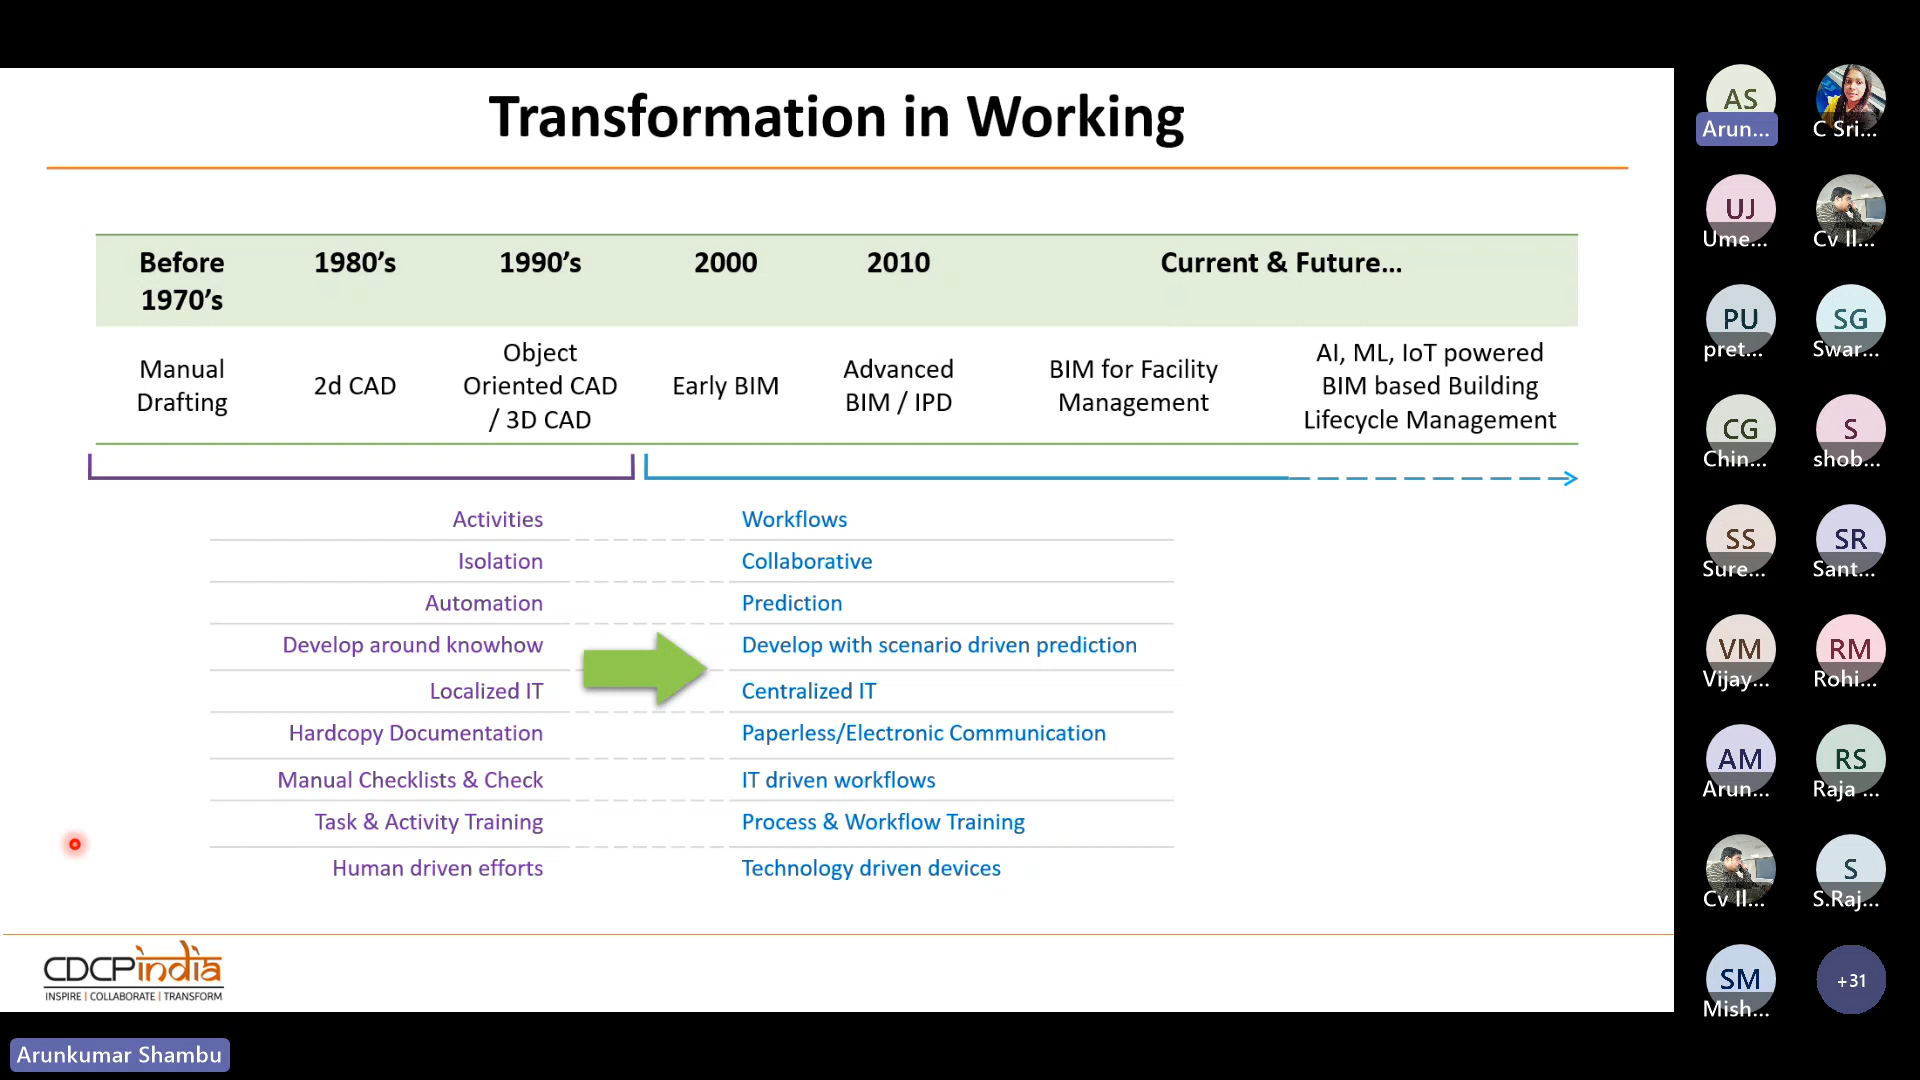 Transformation in Working
Before 1970's
1980's
1990's
2000
2010
Current & Future...
Manual Drafting
2d CAD
Object Oriented CAD / 3D CAD
Early BIM
Advanced BIM / IPD
BIM for Facility Management
AI, ML, IoT powered BIM based Building Lifecycle Management
Activities
Workflows
Isolation
Collaborative
Automation
Prediction
Develop around knowhow
Develop with scenario driven prediction
Localized IT
Centralized IT
Hardcopy Documentation
Paperless/Electronic Communication
Manual Checklists & Check
IT driven workflows
Task & Activity Training
Process & Workflow Training
Human driven efforts
Technology driven devices
CDCPindia
INSPIRE | COLLABORATE | TRANSFORM
Arunkumar Shambu
AS
Arun...
C Sri...
UJ
Ume...
Cv Il...
PU
pret...
SG
Swar...
CG
Chin...
S
shob...
SS
Sure...
SR
Sant...
VM
Vijay...
RM
Rohi...
AM
Arun...
RS
Raja ...
Cv Il...
S
S.Raj...
SM
Mish...
+31